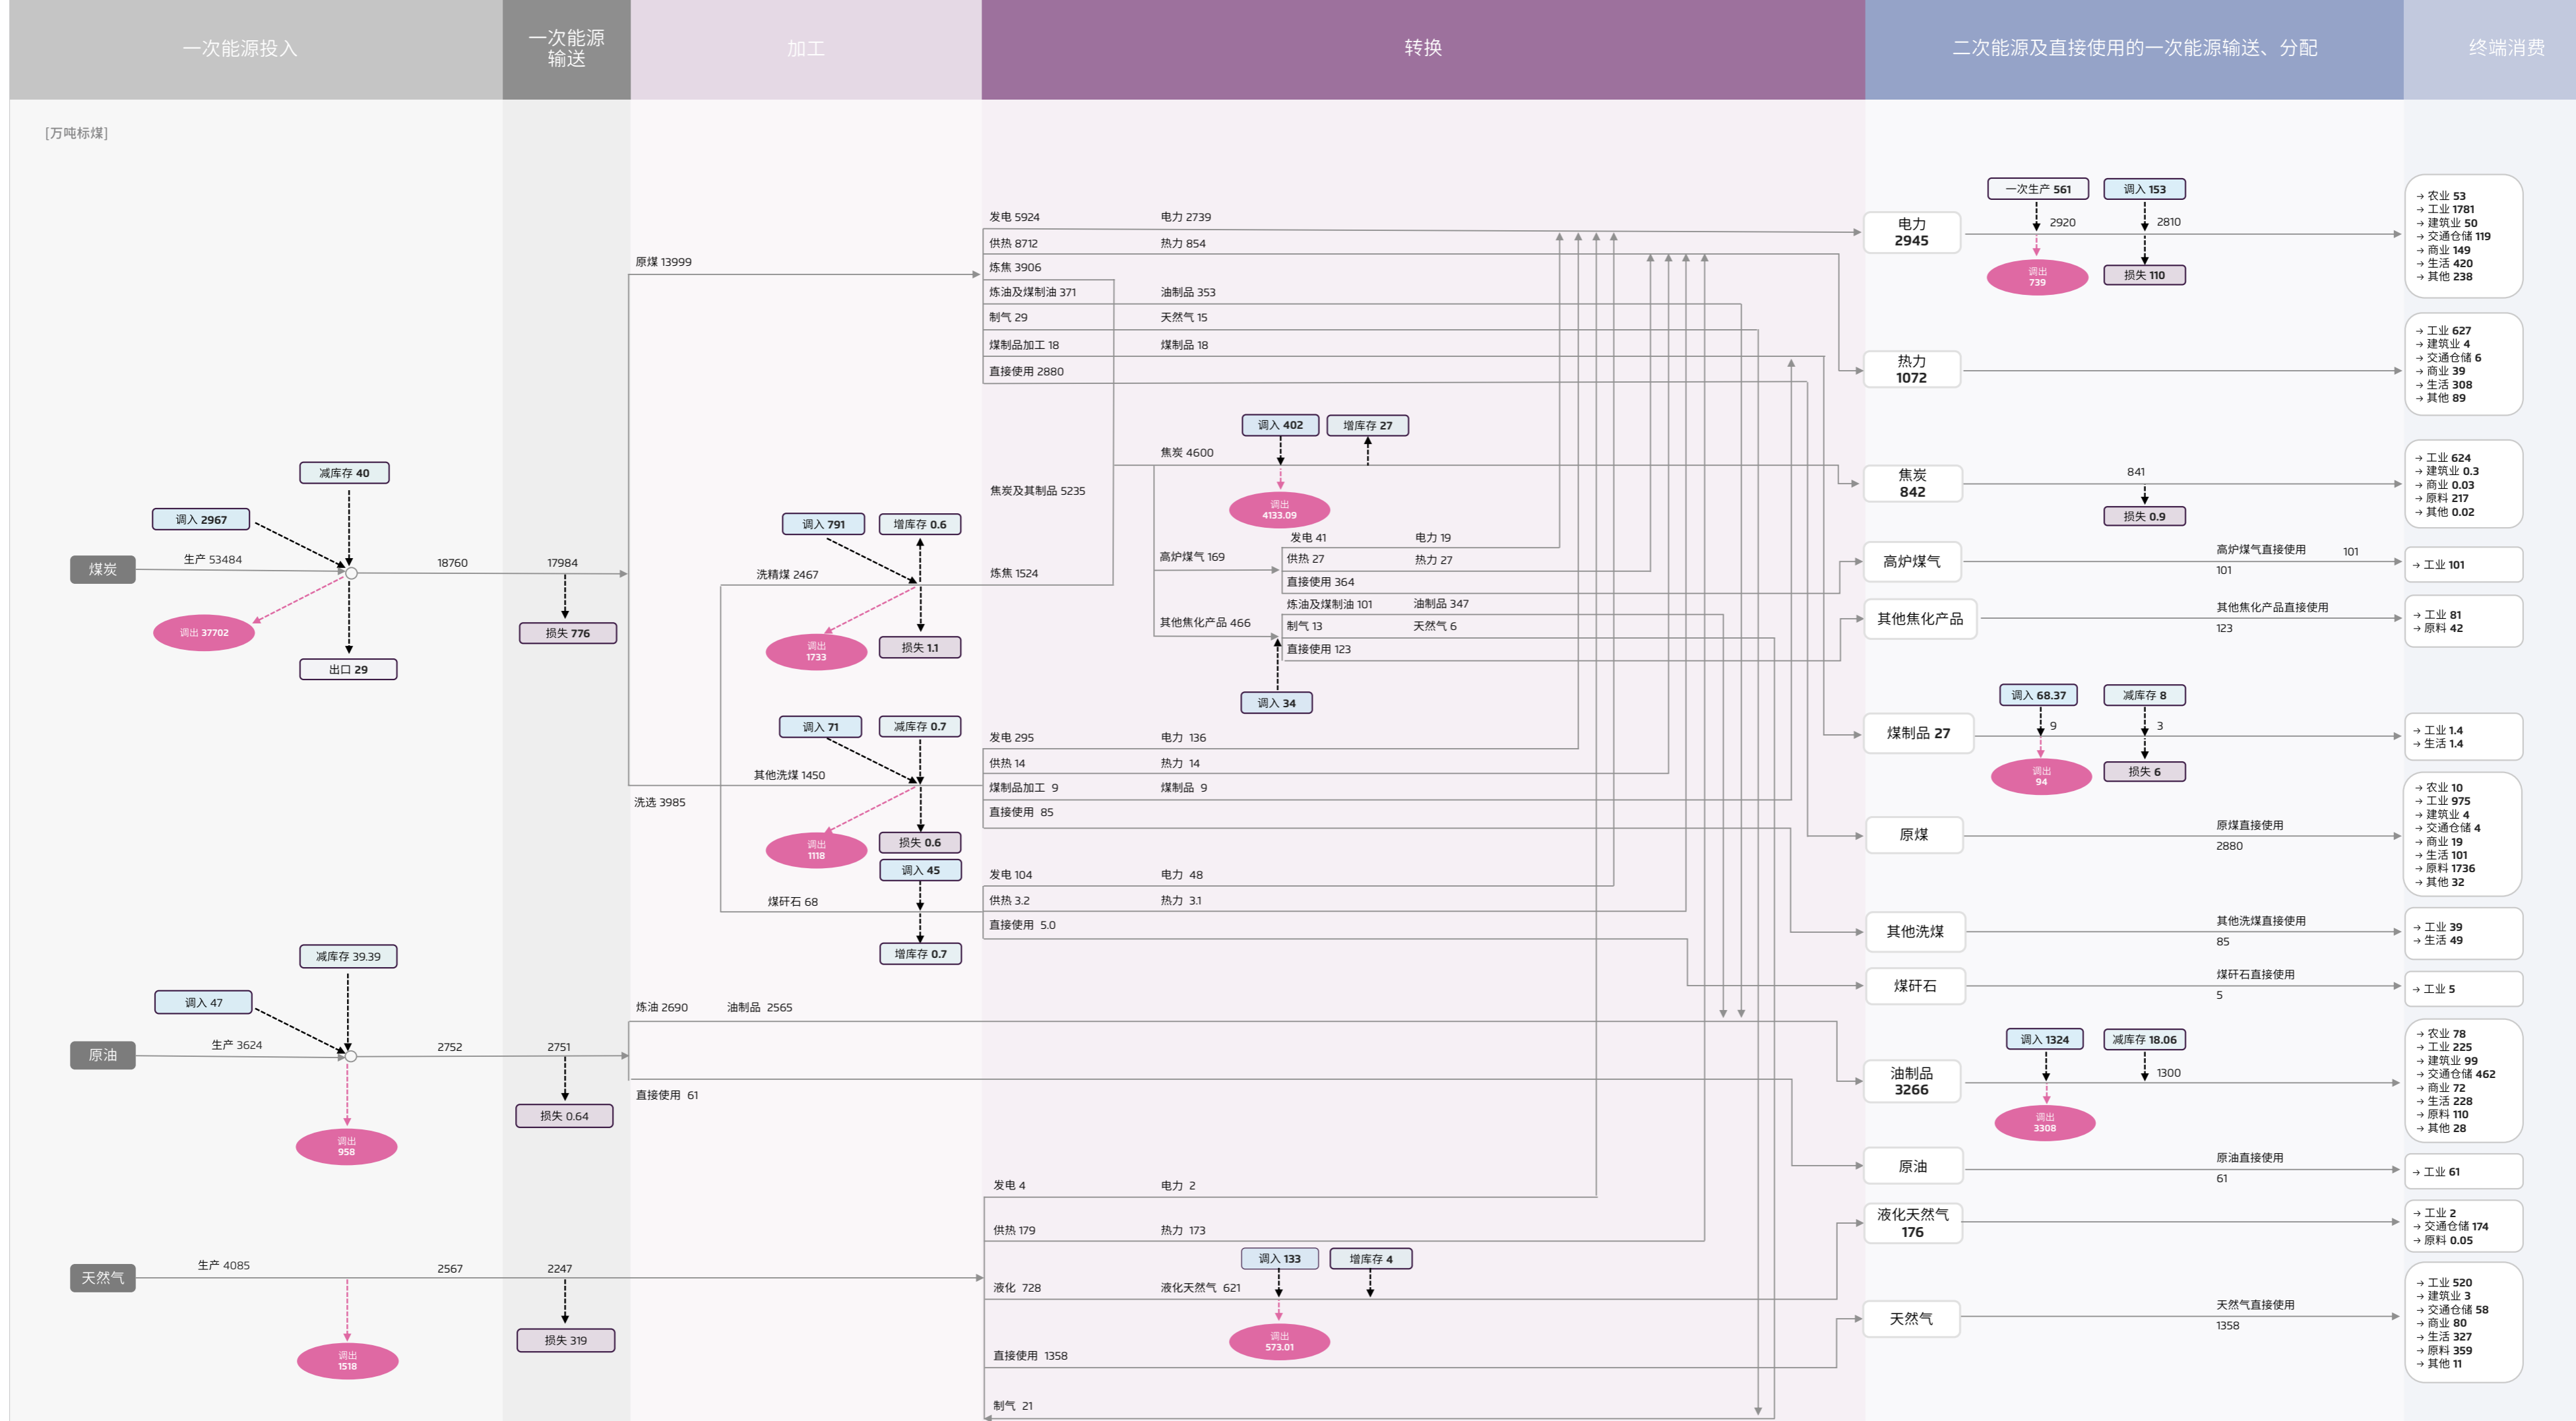 一次能源投入
一次能源
输送
加工
转换
二次能源及直接使用的一次能源输送、分配
终端消费
[万吨标煤]
煤炭
生产 53484
调入 2967
减库存 40
调出 37702
出口 29
18760
17984
损失 776
原煤 13999
洗选 3985
洗精煤 2467
调入 791
增库存 0.6
调出
1733
损失 1.1
其他洗煤 1450
调入 71
减库存 0.7
调出
1118
损失 0.6
煤矸石 68
调入 45
增库存 0.7
发电 5924
电力 2739
供热 8712
热力 854
炼焦 3906
炼油及煤制油 371
油制品 353
制气 29
天然气 15
煤制品加工 18
煤制品 18
直接使用 2880
焦炭及其制品 5235
炼焦 1524
焦炭 4600
调入 402
增库存 27
调出
4133.09
高炉煤气 169
发电 41
电力 19
供热 27
热力 27
直接使用 364
其他焦化产品 466
炼油及煤制油 101
油制品 347
制气 13
天然气 6
直接使用 123
调入 34
发电 295
电力 136
供热 14
热力 14
煤制品加工 9
煤制品 9
直接使用 85
发电 104
电力 48
供热 3.2
热力 3.1
直接使用 5.0
原油
生产 3624
调入 47
减库存 39.39
调出
958
2752
2751
损失 0.64
炼油 2690
油制品 2565
直接使用 61
天然气
生产 4085
调出
1518
2567
2247
损失 319
发电 4
电力 2
供热 179
热力 173
液化 728
液化天然气 621
调入 133
增库存 4
调出
573.01
直接使用 1358
制气 21
电力
2945
一次生产 561
调入 153
2920
2810
调出
739
损失 110
→ 农业 53
→ 工业 1781
→ 建筑业 50
→ 交通仓储 119
→ 商业 149
→ 生活 420
→ 其他 238
热力
1072
→ 工业 627
→ 建筑业 4
→ 交通仓储 6
→ 商业 39
→ 生活 308
→ 其他 89
焦炭
842
841
损失 0.9
→ 工业 624
→ 建筑业 0.3
→ 商业 0.03
→ 原料 217
→ 其他 0.02
高炉煤气
高炉煤气直接使用 101
101
→ 工业 101
其他焦化产品
其他焦化产品直接使用
123
→ 工业 81
→ 原料 42
煤制品 27
调入 68.37
减库存 8
9
3
调出
94
损失 6
→ 工业 1.4
→ 生活 1.4
原煤
原煤直接使用
2880
→ 农业 10
→ 工业 975
→ 建筑业 4
→ 交通仓储 4
→ 商业 19
→ 生活 101
→ 原料 1736
→ 其他 32
其他洗煤
其他洗煤直接使用
85
→ 工业 39
→ 生活 49
煤矸石
煤矸石直接使用
5
→ 工业 5
油制品
3266
调入 1324
减库存 18.06
1300
调出
3308
→ 农业 78
→ 工业 225
→ 建筑业 99
→ 交通仓储 462
→ 商业 72
→ 生活 228
→ 原料 110
→ 其他 28
原油
原油直接使用
61
→ 工业 61
液化天然气
176
→ 工业 2
→ 交通仓储 174
→ 原料 0.05
天然气
天然气直接使用
1358
→ 工业 520
→ 建筑业 3
→ 交通仓储 58
→ 商业 80
→ 生活 327
→ 原料 359
→ 其他 11